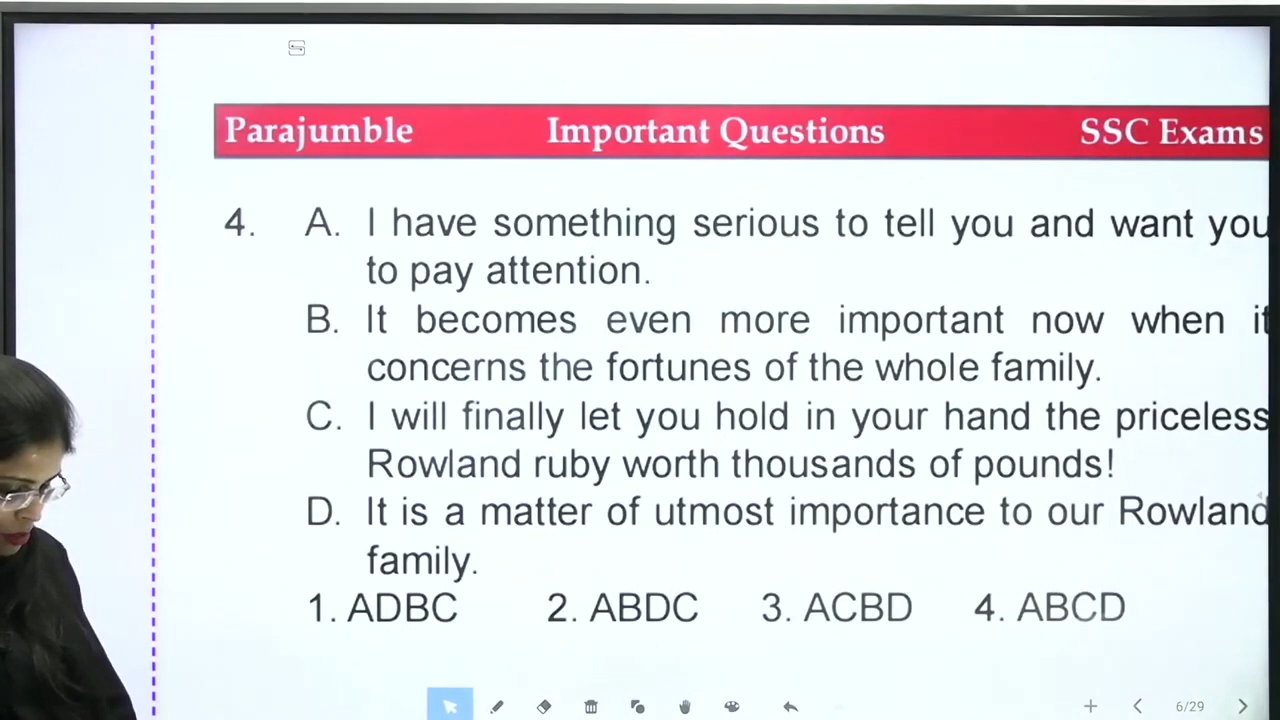 Parajumble Important Questions SSC Exams
4. A. I have something serious to tell you and want you
to pay attention.
B. It becomes even more important now when it
concerns the fortunes of the whole family.
C. I will finally let you hold in your hand the priceless
Rowland ruby worth thousands of pounds!
D. It is a matter of utmost importance to our Rowland
family.
1. ADBC 2. ABDC 3. ACBD 4. ABCD
6/29